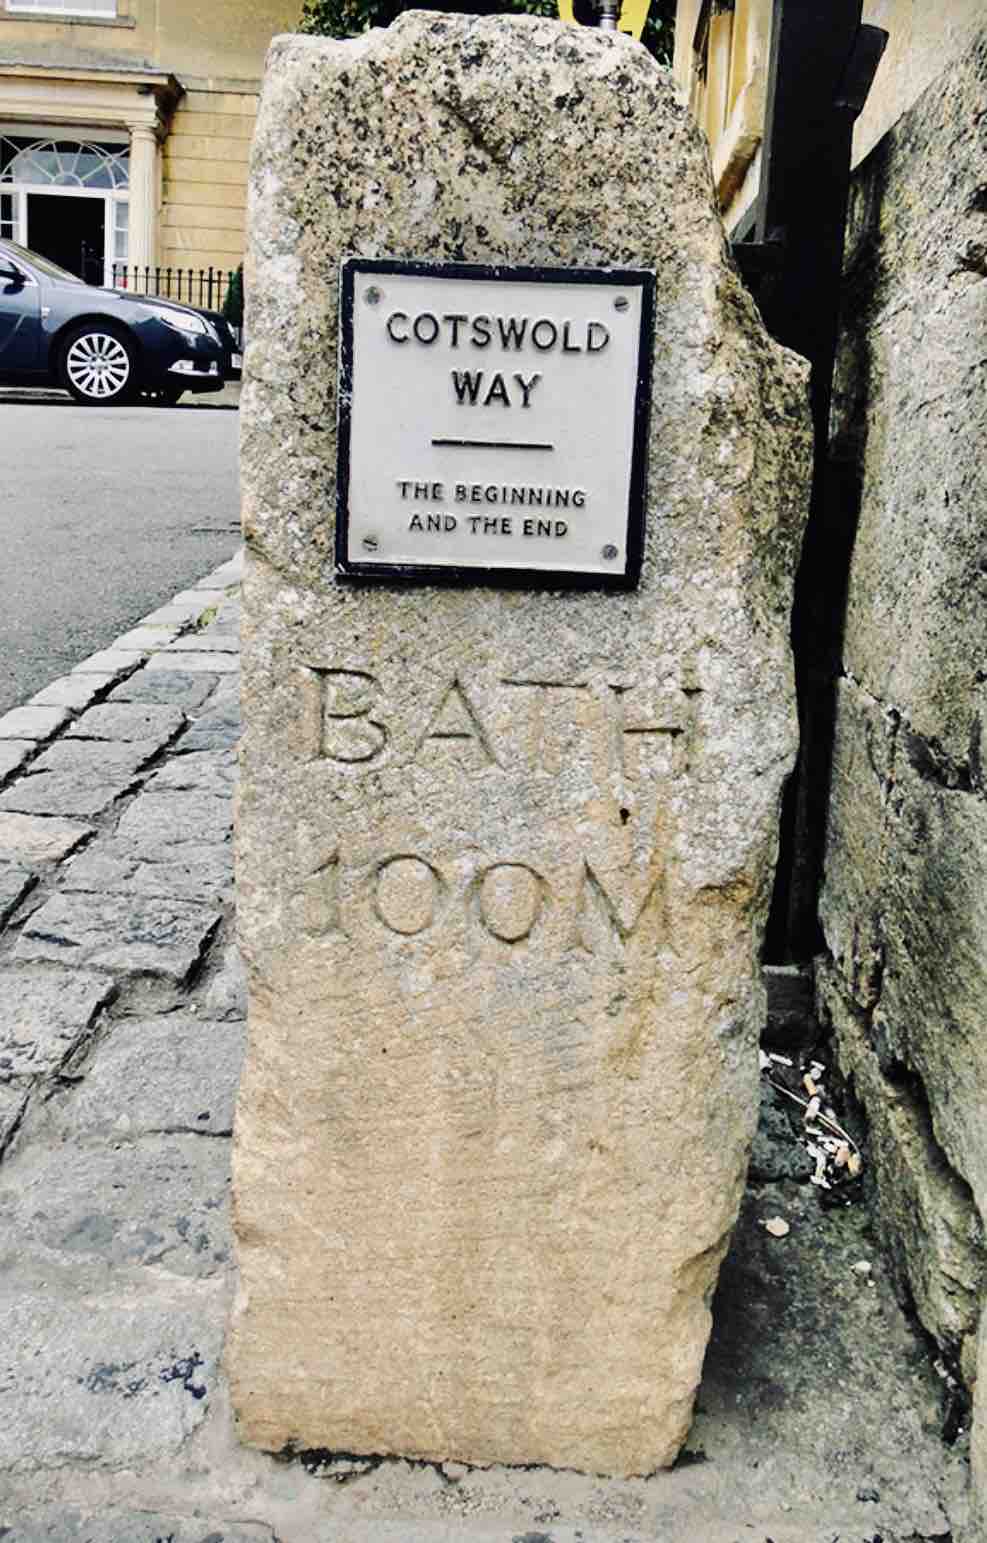 COTSWOLD
WAY
THE BEGINNING
AND THE END
BATH
100M